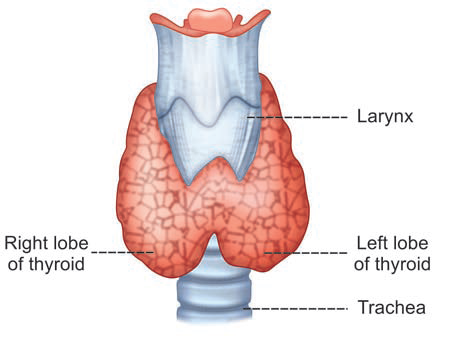 Larynx
Right lobe
of thyroid
Left lobe
of thyroid
Trachea